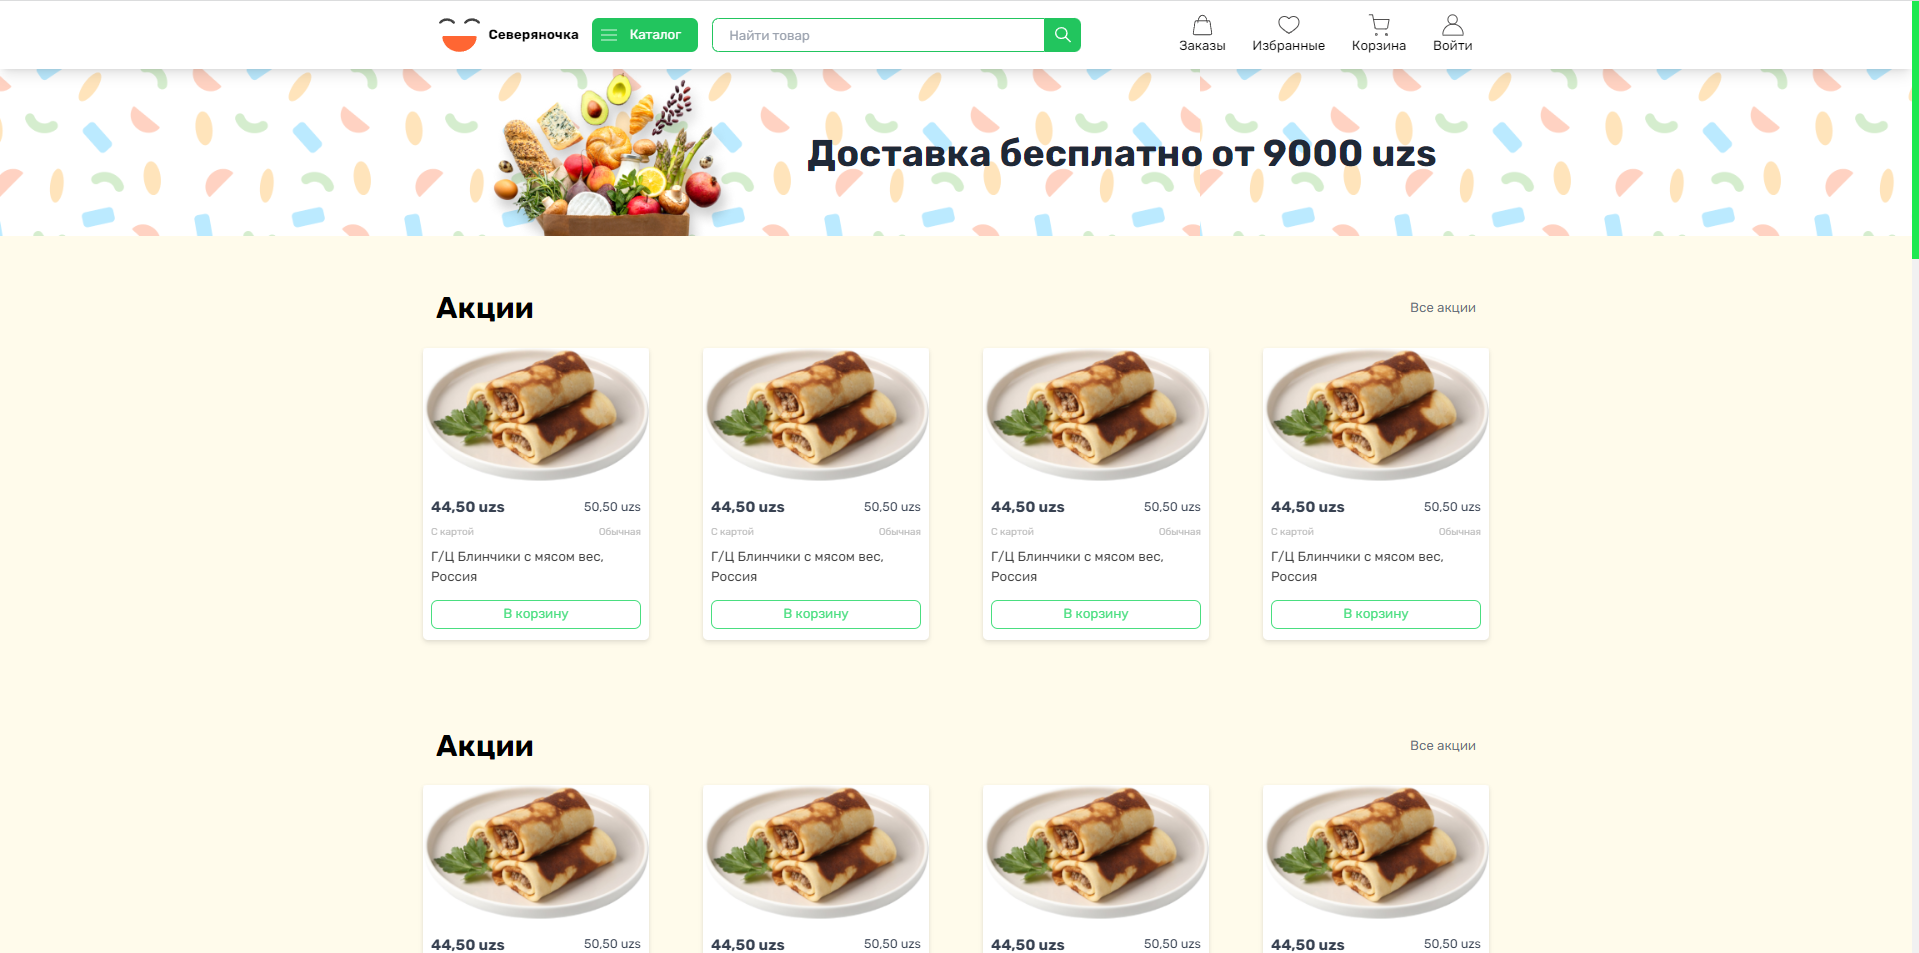 Северяночка
Каталог
Найти товар
Заказы
Избранные
Корзина
Войти
Доставка бесплатно от 9000 uzs
Акции
Все акции
44,50 uzs 50,50 uzs
С картой Обычная
Г/Ц Блинчики с мясом вес,
Россия
В корзину
44,50 uzs 50,50 uzs
С картой Обычная
Г/Ц Блинчики с мясом вес,
Россия
В корзину
44,50 uzs 50,50 uzs
С картой Обычная
Г/Ц Блинчики с мясом вес,
Россия
В корзину
44,50 uzs 50,50 uzs
С картой Обычная
Г/Ц Блинчики с мясом вес,
Россия
В корзину
Акции
Все акции
44,50 uzs 50,50 uzs
44,50 uzs 50,50 uzs
44,50 uzs 50,50 uzs
44,50 uzs 50,50 uzs